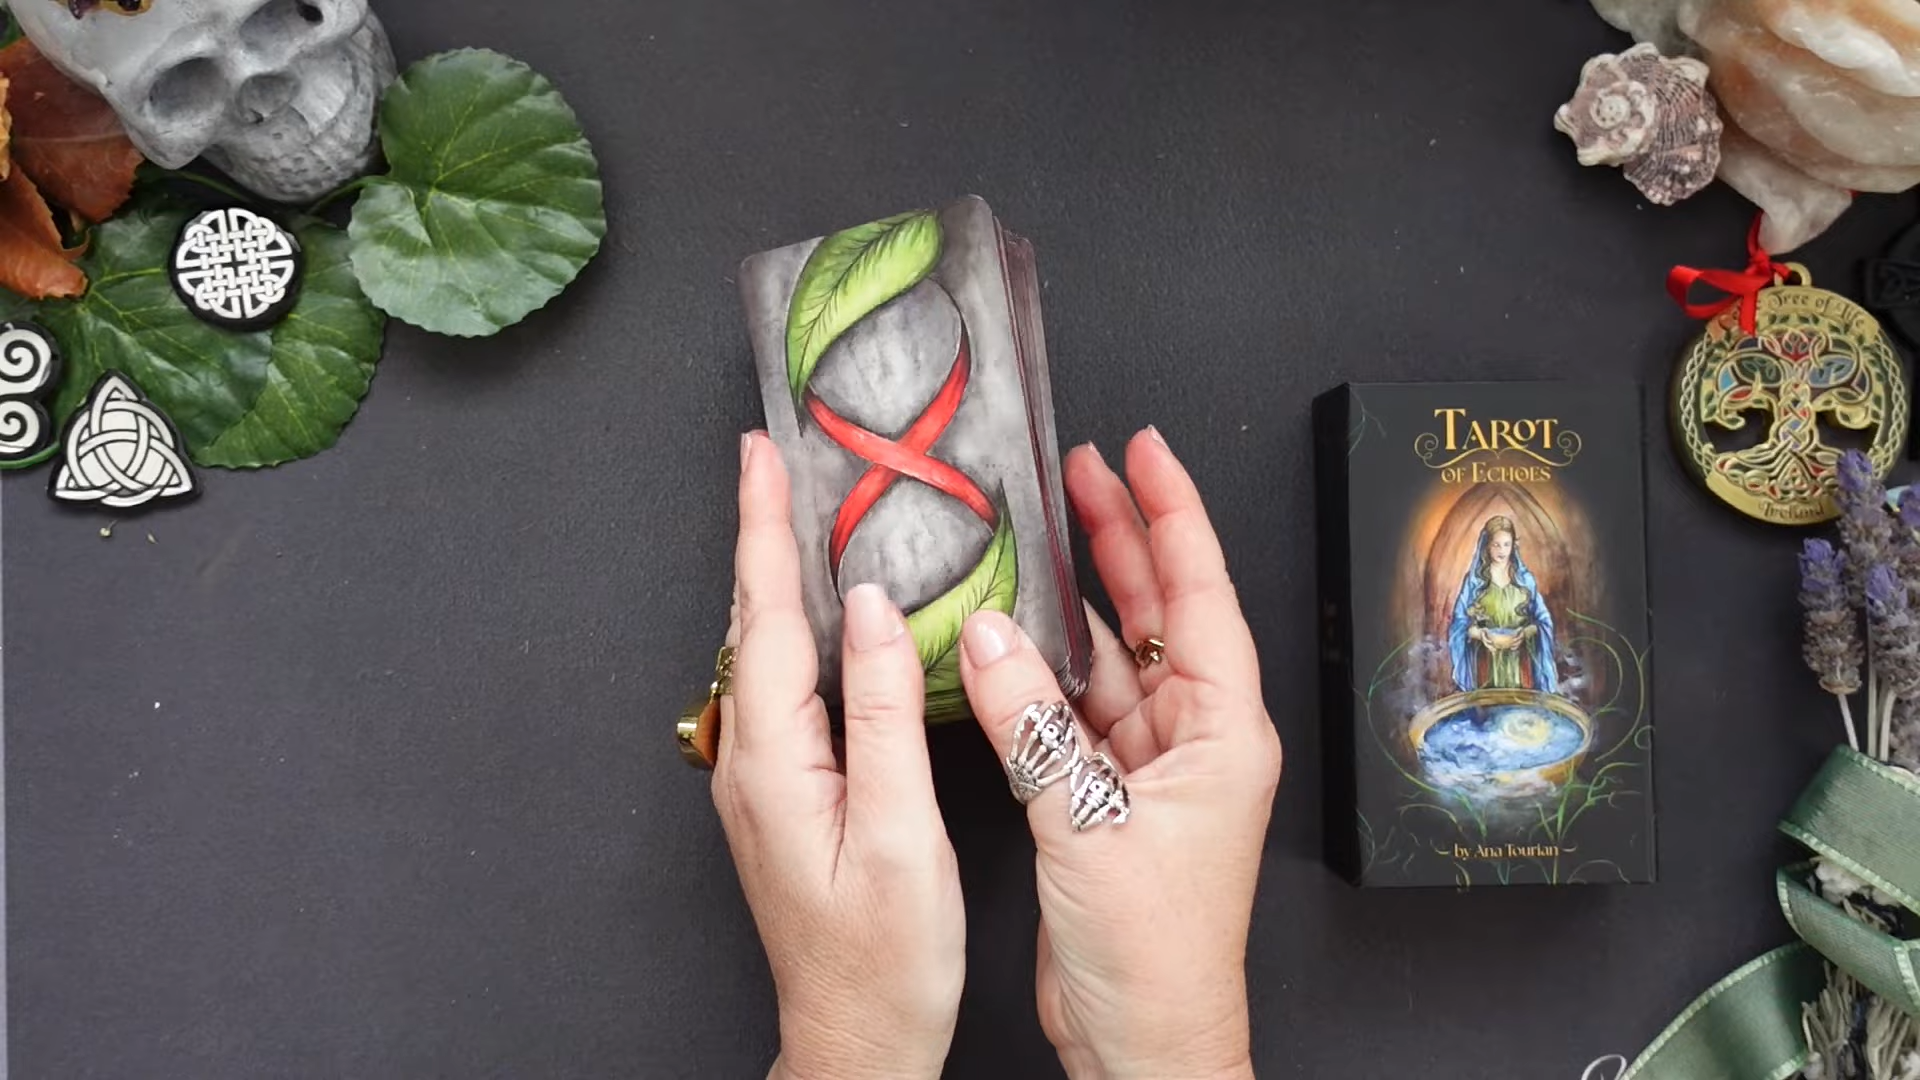 TAROT
OF ECHOES
by Ana Tourian
Tree of Life
Ireland